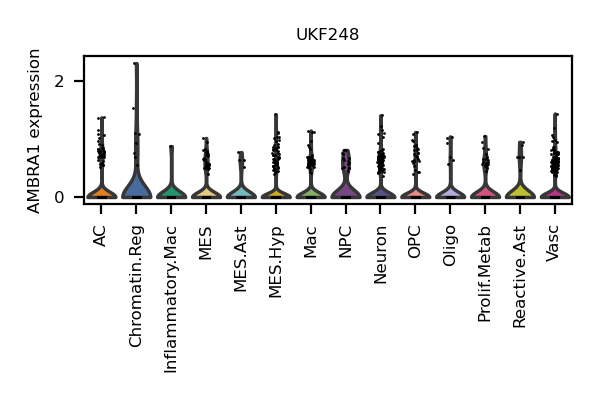 UKF248
AMBRA1 expression
2
0
AC
Chromatin.Reg
Inflammatory.Mac
MES
MES.Ast
MES.Hyp
Mac
NPC
Neuron
OPC
Oligo
Prolif.Metab
Reactive.Ast
Vasc